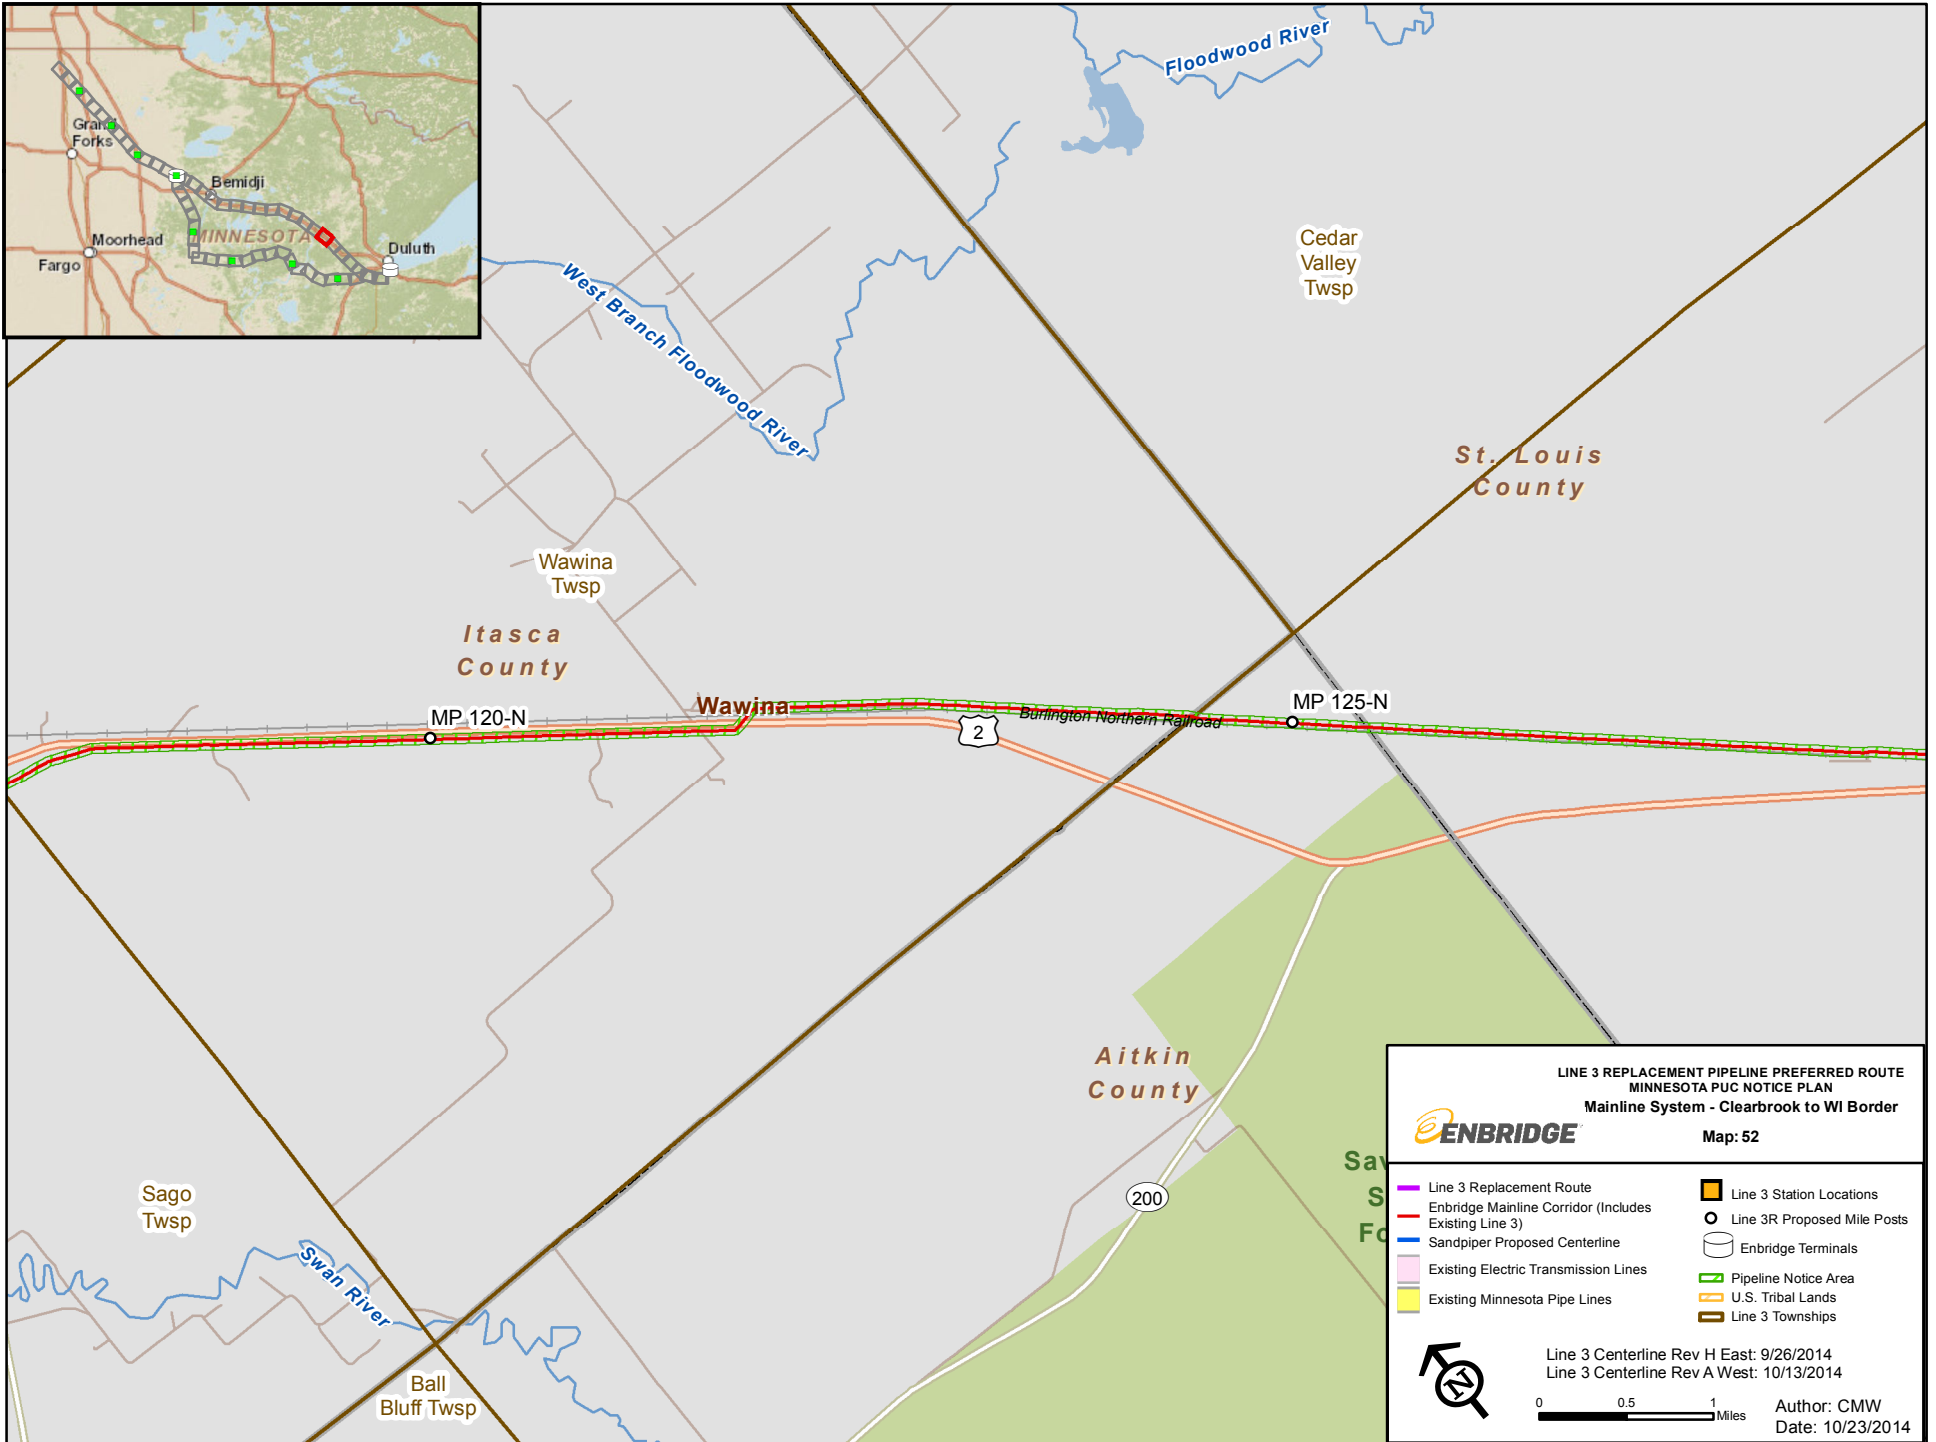 Grand
Forks
Bemidji
MINNESOTA
Moorhead
Fargo
Duluth
Floodwood River
West Branch Floodwood River
Cedar
Valley
Twsp
St. Louis
County
Wawina
Twsp
Itasca
County
MP 120-N
Wawina
2
Burlington Northern Railroad
MP 125-N
Aitkin
County
200
Sago
Twsp
Swan River
Ball
Bluff Twsp
Sav
S
Fo
LINE 3 REPLACEMENT PIPELINE PREFERRED ROUTE
MINNESOTA PUC NOTICE PLAN
Mainline System - Clearbrook to WI Border
ENBRIDGE
Map: 52
Line 3 Replacement Route
Enbridge Mainline Corridor (Includes
Existing Line 3)
Sandpiper Proposed Centerline
Existing Electric Transmission Lines
Existing Minnesota Pipe Lines
Line 3 Station Locations
Line 3R Proposed Mile Posts
Enbridge Terminals
Pipeline Notice Area
U.S. Tribal Lands
Line 3 Townships
N
Line 3 Centerline Rev H East: 9/26/2014
Line 3 Centerline Rev A West: 10/13/2014
0 0.5 1
Miles
Author: CMW
Date: 10/23/2014